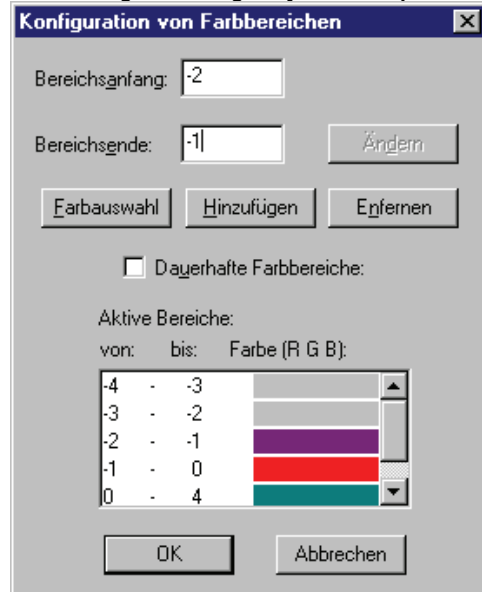 Konfiguration von Farbbereichen
Bereichsanfang: -2
Bereichsende: -1 Ändern
Farbauswahl Hinzufügen Enfernen
Dauerhafte Farbbereiche:
Aktive Bereiche:
von: bis: Farbe (R G B):
-4 - -3
-3 - -2
-2 - -1
-1 - 0
0 - 4
OK Abbrechen